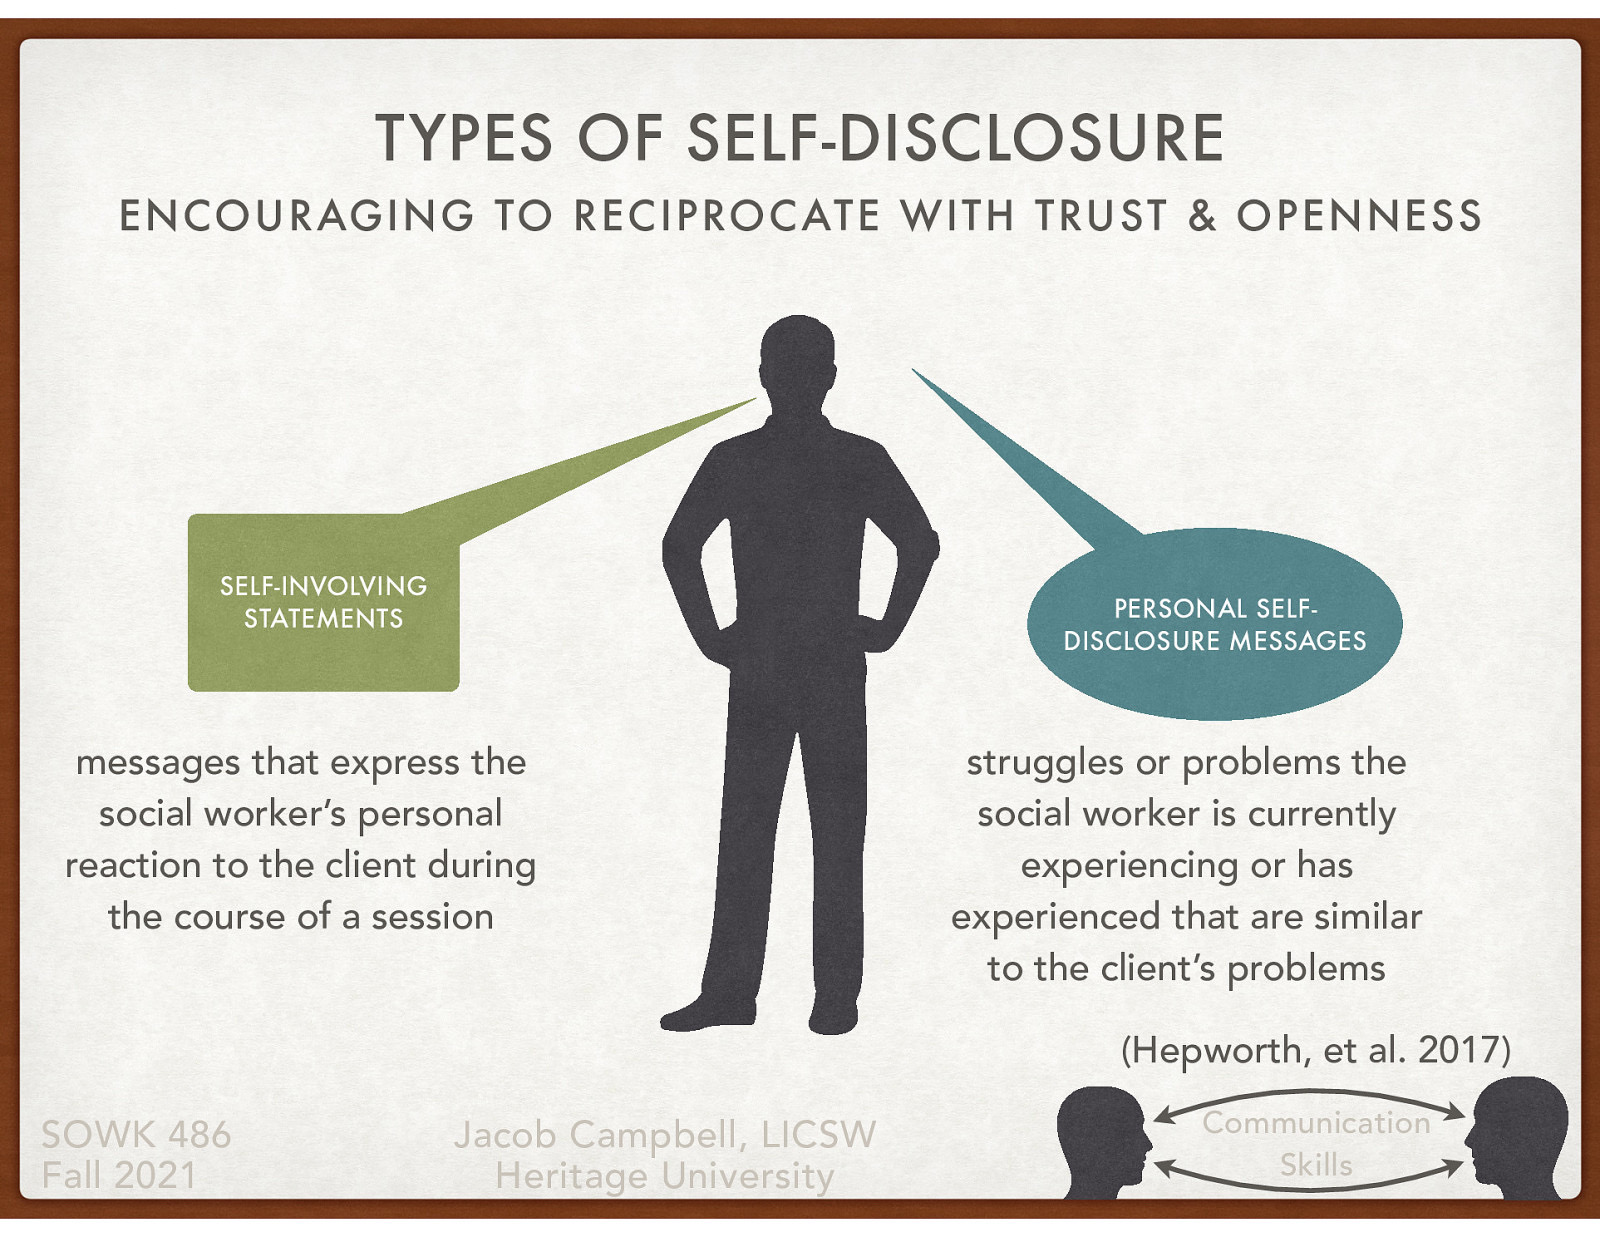 TYPES OF SELF-DISCLOSURE
ENCOURAGING TO RECIPROCATE WITH TRUST & OPENNESS
SELF-INVOLVING
STATEMENTS
messages that express the
social worker’s personal
reaction to the client during
the course of a session
PERSONAL SELF-
DISCLOSURE MESSAGES
struggles or problems the
social worker is currently
experiencing or has
experienced that are similar
to the client’s problems
(Hepworth, et al. 2017)
SOWK 486
Fall 2021
Jacob Campbell, LICSW
Heritage University
Communication
Skills